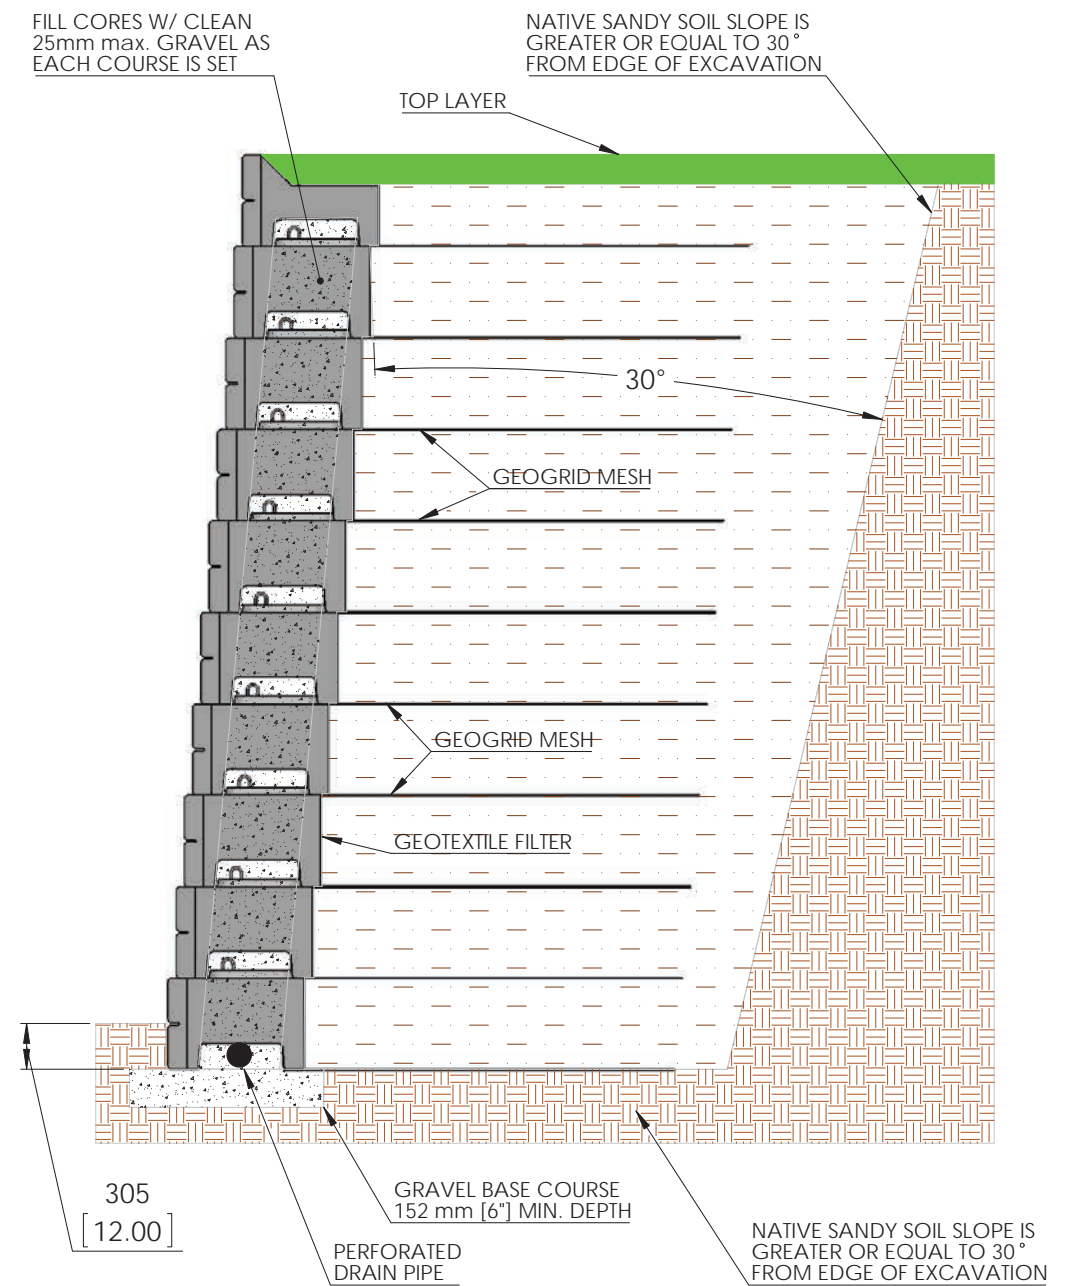 FILL CORES W/ CLEAN
25mm max. GRAVEL AS
EACH COURSE IS SET
NATIVE SANDY SOIL SLOPE IS
GREATER OR EQUAL TO 30°
FROM EDGE OF EXCAVATION
TOP LAYER
30°
GEOGRID MESH
GEOGRID MESH
GEOTEXTILE FILTER
305
[12.00]
GRAVEL BASE COURSE
152 mm [6"] MIN. DEPTH
PERFORATED
DRAIN PIPE
NATIVE SANDY SOIL SLOPE IS
GREATER OR EQUAL TO 30°
FROM EDGE OF EXCAVATION